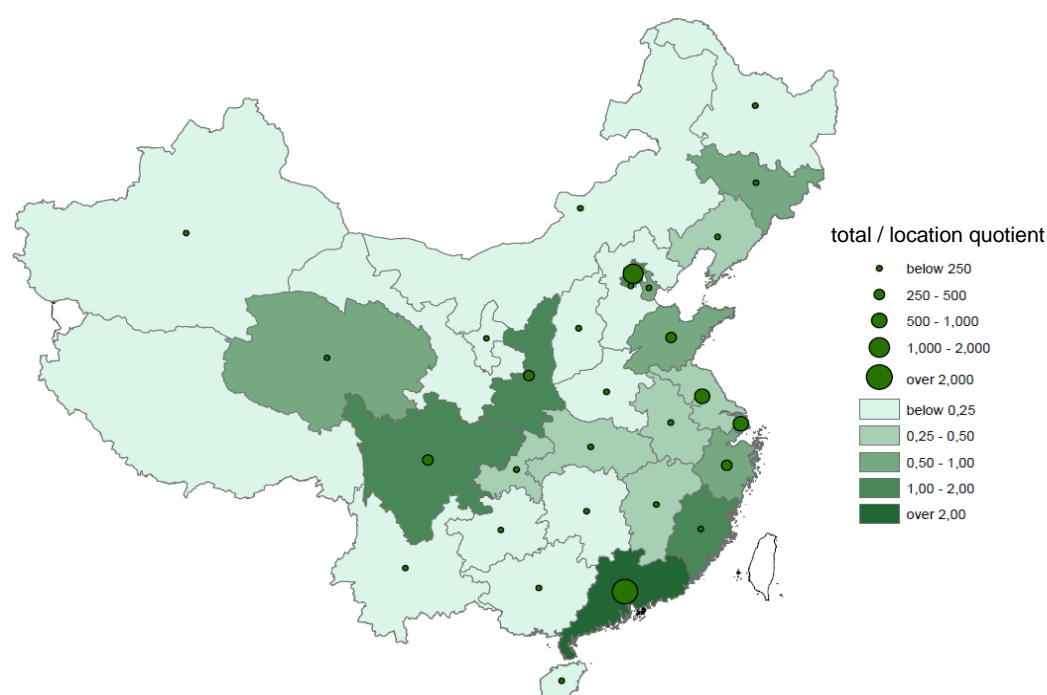 total / location quotient
below 250
250 - 500
500 - 1,000
1,000 - 2,000
over 2,000
below 0,25
0,25 - 0,50
0,50 - 1,00
1,00 - 2,00
over 2,00